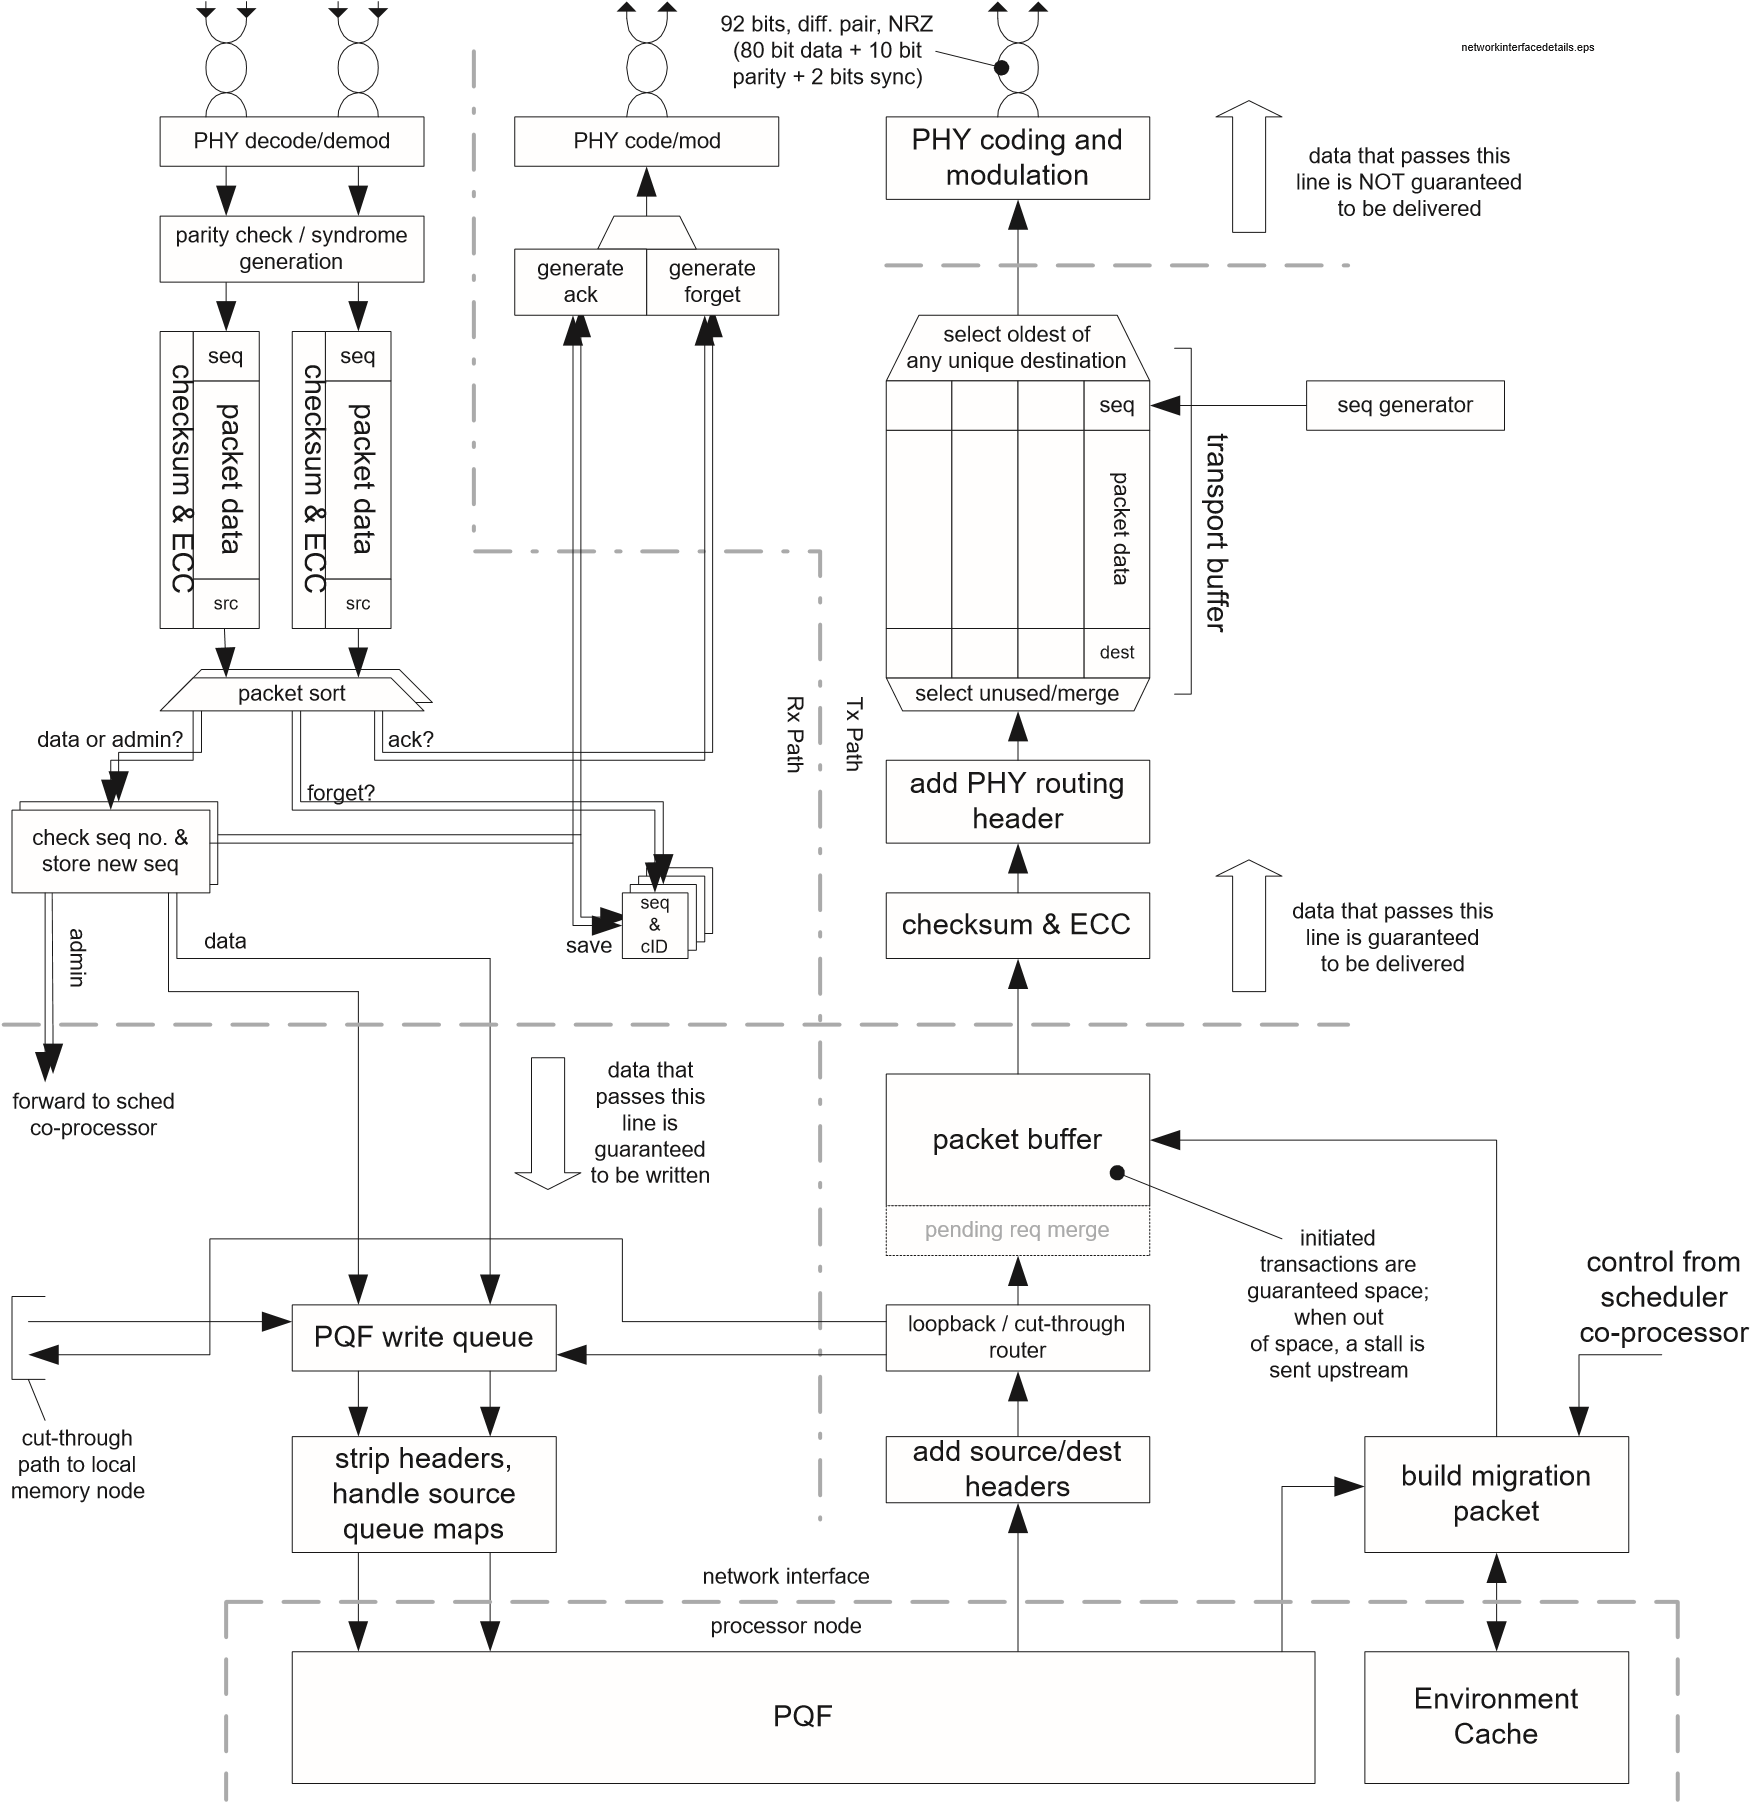 92 bits, diff. pair, NRZ
(80 bit data + 10 bit
parity + 2 bits sync)
networkinterfacedetails.eps
PHY decode/demod
PHY code/mod
PHY coding and
modulation
data that passes this
line is NOT guaranteed
to be delivered
parity check / syndrome
generation
generate
ack
generate
forget
checksum & ECC
seq
packet data
src
checksum & ECC
seq
packet data
src
select oldest of
any unique destination
seq
packet data
dest
select unused/merge
transport buffer
seq generator
packet sort
data or admin?
ack?
forget?
Rx Path
Tx Path
check seq no. &
store new seq
add PHY routing
header
seq
&
cID
save
admin
data
checksum & ECC
data that passes this
line is guaranteed
to be delivered
forward to sched
co-processor
data that
passes this
line is
guaranteed
to be written
packet buffer
pending req merge
initiated
transactions are
guaranteed space;
when out
of space, a stall is
sent upstream
control from
scheduler
co-processor
PQF write queue
loopback / cut-through
router
cut-through
path to local
memory node
strip headers,
handle source
queue maps
add source/dest
headers
build migration
packet
network interface
processor node
PQF
Environment
Cache